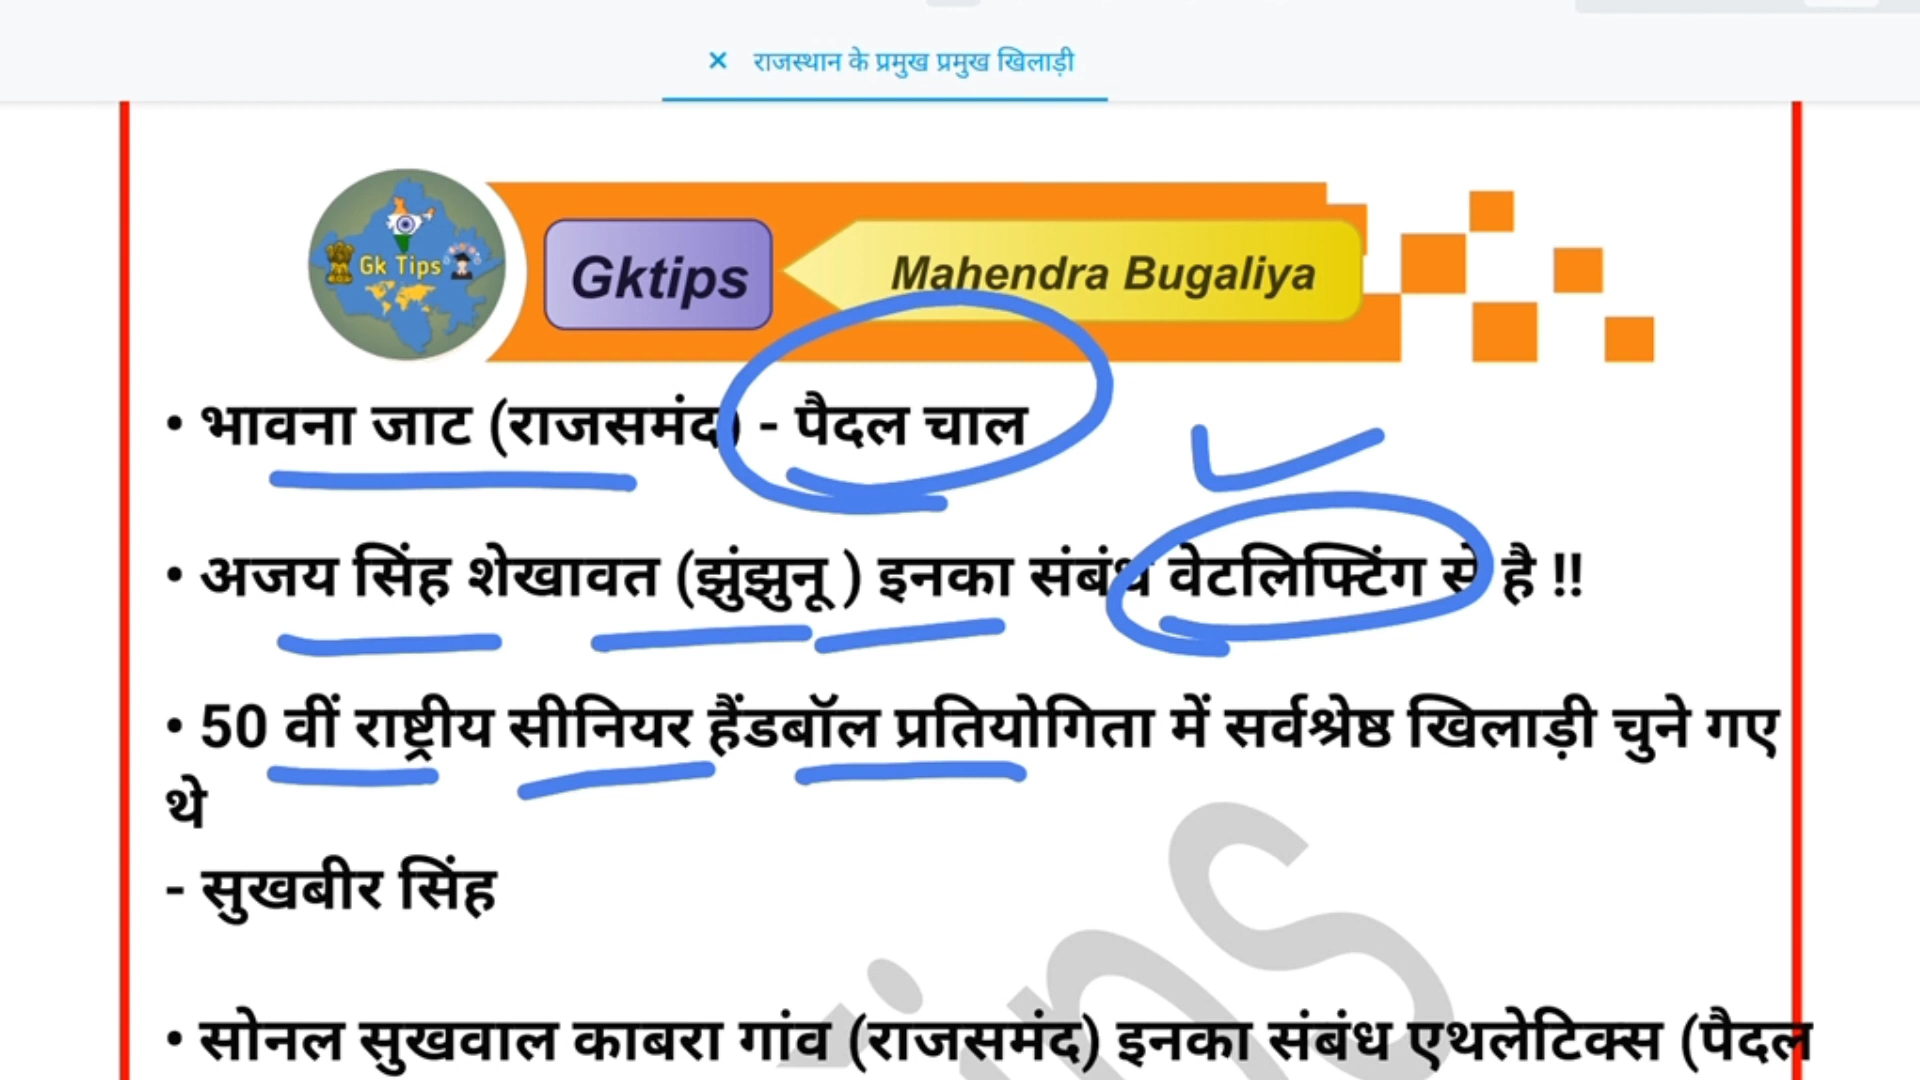 × राजस्थान के प्रमुख प्रमुख खिलाड़ी
Gk Tips
Gktips
Mahendra Bugaliya
• भावना जाट (राजसमंद) - पैदल चाल
• अजय सिंह शेखावत (झुंझुनू ) इनका संबंध वेटलिफ्टिंग से है !!
• 50 वीं राष्ट्रीय सीनियर हैंडबॉल प्रतियोगिता में सर्वश्रेष्ठ खिलाड़ी चुने गए
थे
- सुखबीर सिंह
• सोनल सुखवाल काबरा गांव (राजसमंद) इनका संबंध एथलेटिक्स (पैदल